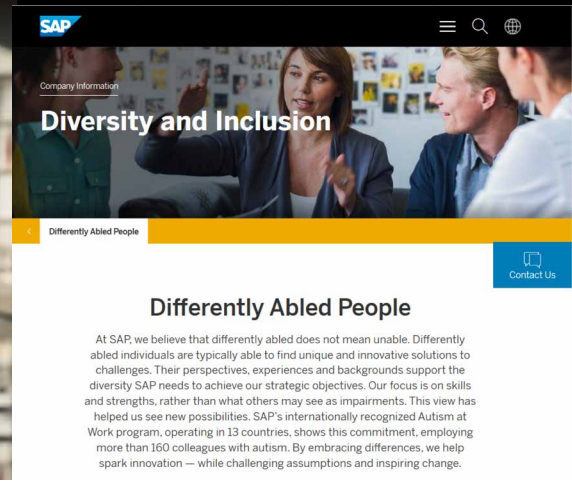 SAP
Company Information
Diversity and Inclusion
Differently Abled People
Contact Us
Differently Abled People
At SAP, we believe that differently abled does not mean unable. Differently
abled individuals are typically able to find unique and innovative solutions to
challenges. Their perspectives, experiences and backgrounds support the
diversity SAP needs to achieve our strategic objectives. Our focus is on skills
and strengths, rather than what others may see as impairments. This view has
helped us see new possibilities. SAP's internationally recognized Autism at
Work program, operating in 13 countries, shows this commitment, employing
more than 160 colleagues with autism. By embracing differences, we help
spark innovation — while challenging assumptions and inspiring change.